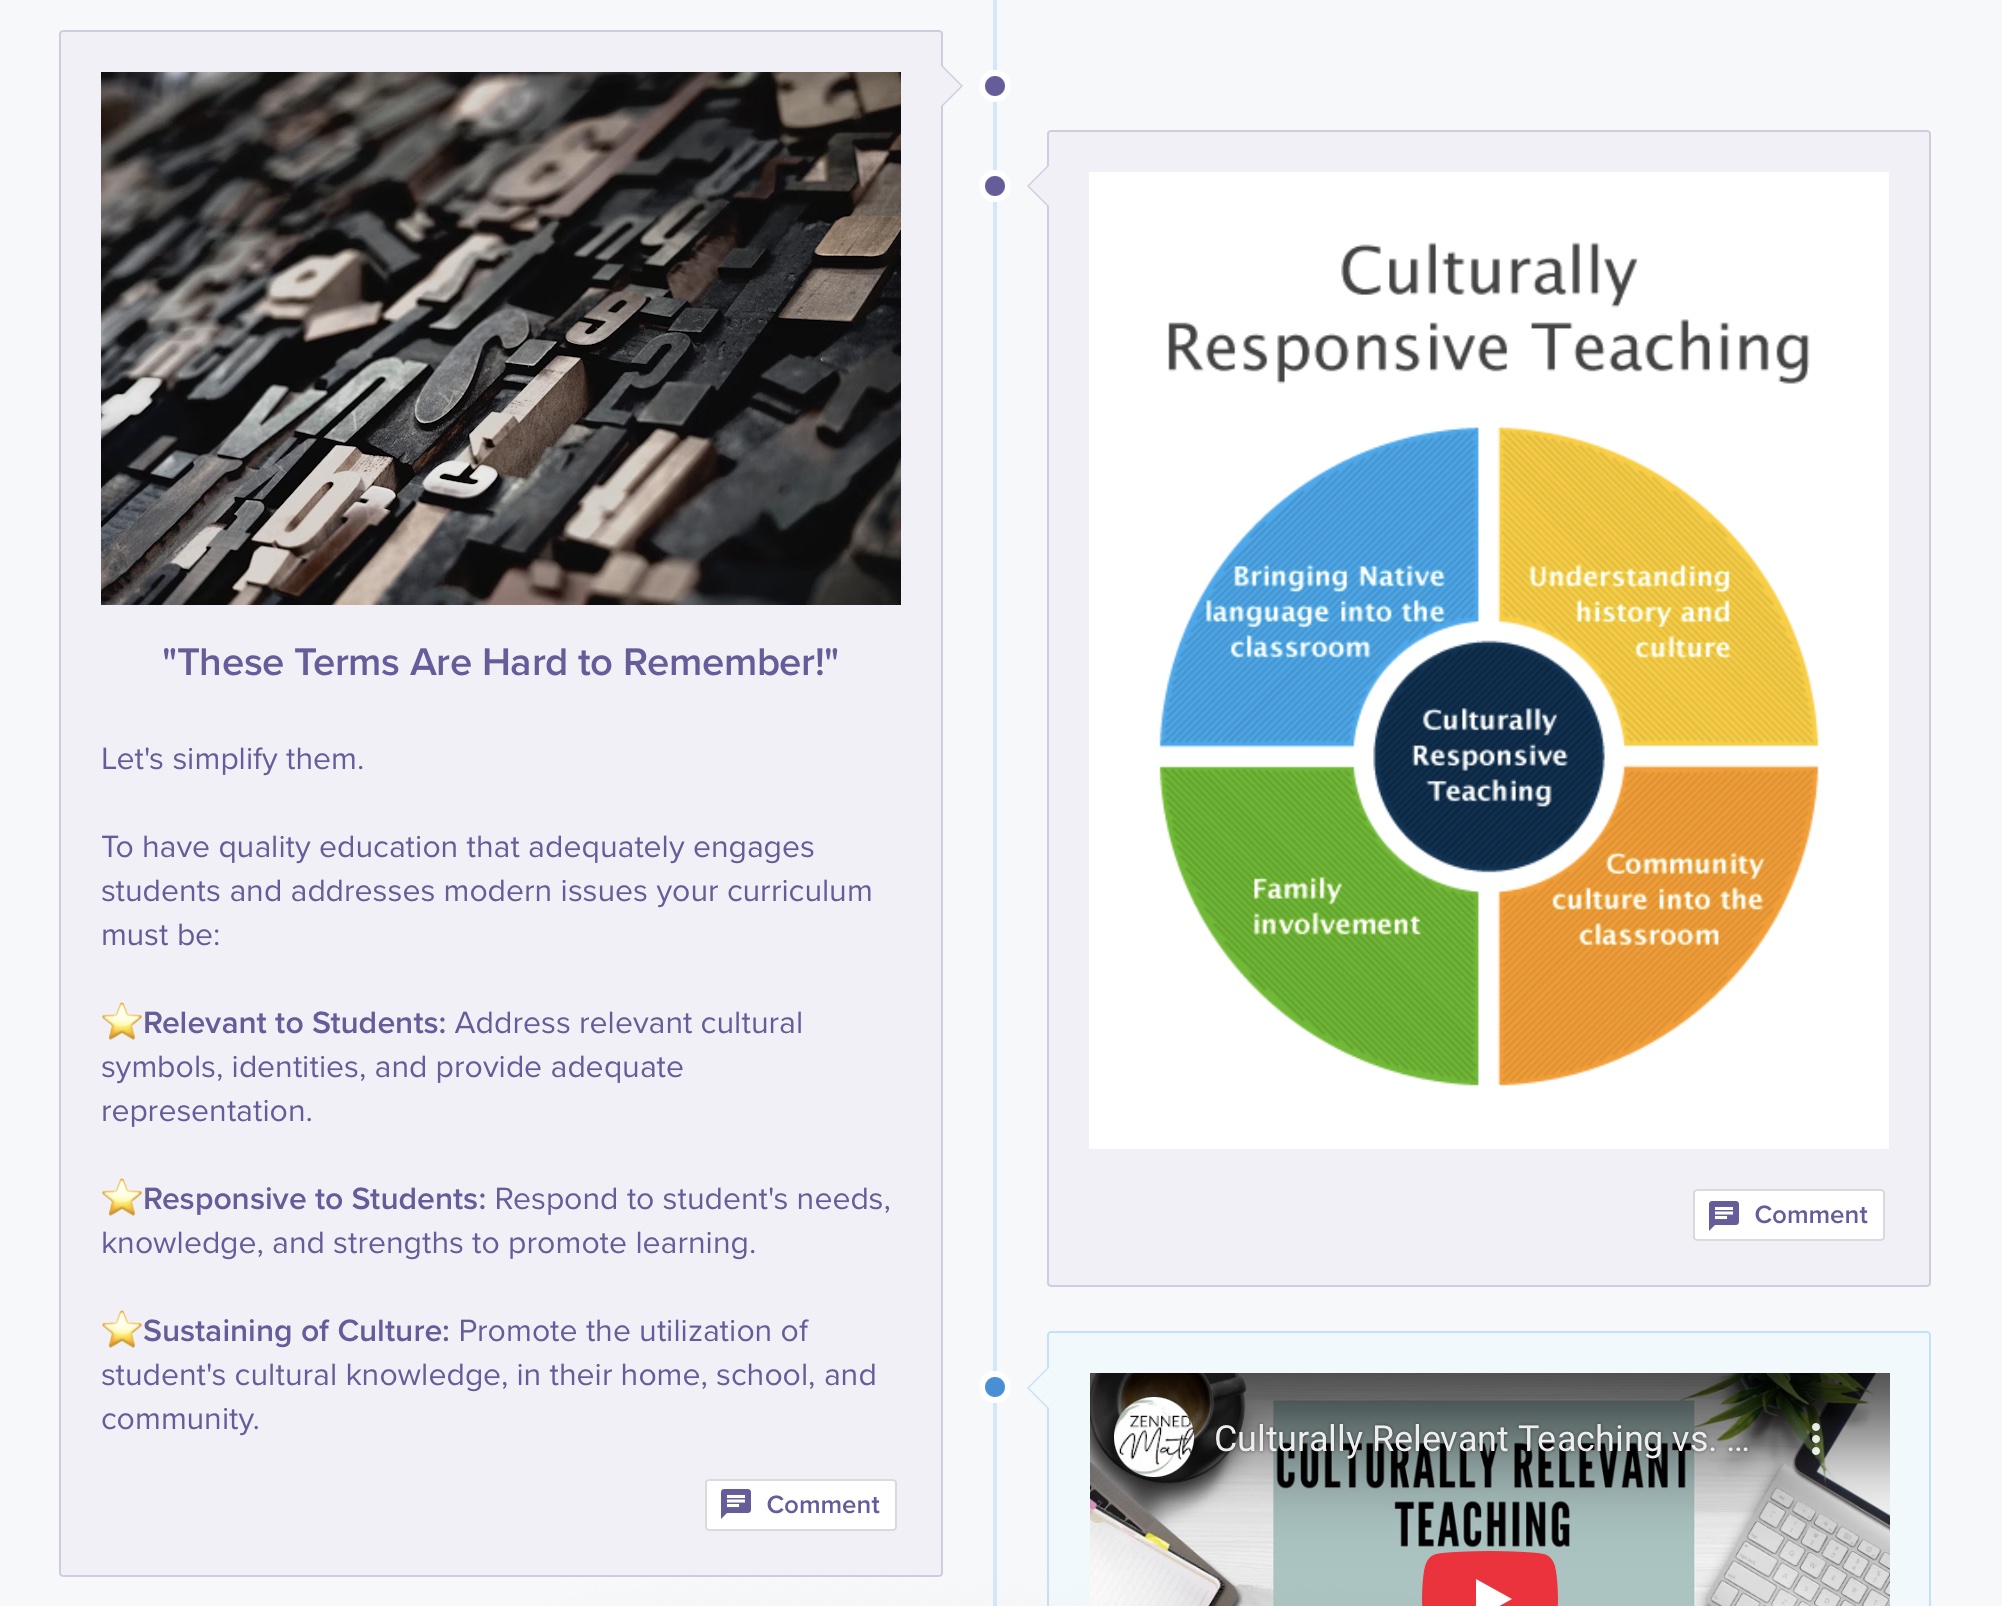 "These Terms Are Hard to Remember!"
Let's simplify them.
To have quality education that adequately engages
students and addresses modern issues your curriculum
must be:
⭐Relevant to Students: Address relevant cultural
symbols, identities, and provide adequate
representation.
⭐Responsive to Students: Respond to student's needs,
knowledge, and strengths to promote learning.
⭐Sustaining of Culture: Promote the utilization of
student's cultural knowledge, in their home, school, and
community.
Comment
Culturally
Responsive Teaching
Bringing Native
language into the
classroom
Understanding
history and
culture
Culturally
Responsive
Teaching
Family
involvement
Community
culture into the
classroom
Comment
ZENNED
Math
Culturally Relevant Teaching vs. ...
CULTURALLY RELEVANT
TEACHING